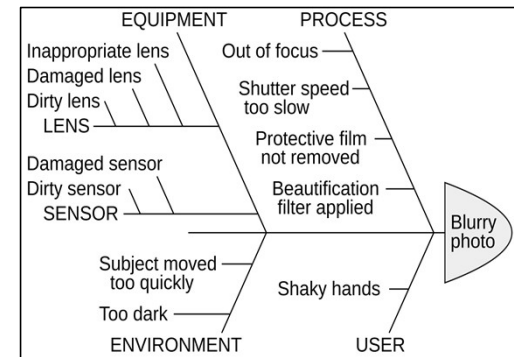 EQUIPMENT
Inappropriate lens
Damaged lens
Dirty lens
LENS
Damaged sensor
Dirty sensor
SENSOR
PROCESS
Out of focus
Shutter speed
too slow
Protective film
not removed
Beautification
filter applied
Blurry
photo
Subject moved
too quickly
Too dark
ENVIRONMENT
Shaky hands
USER